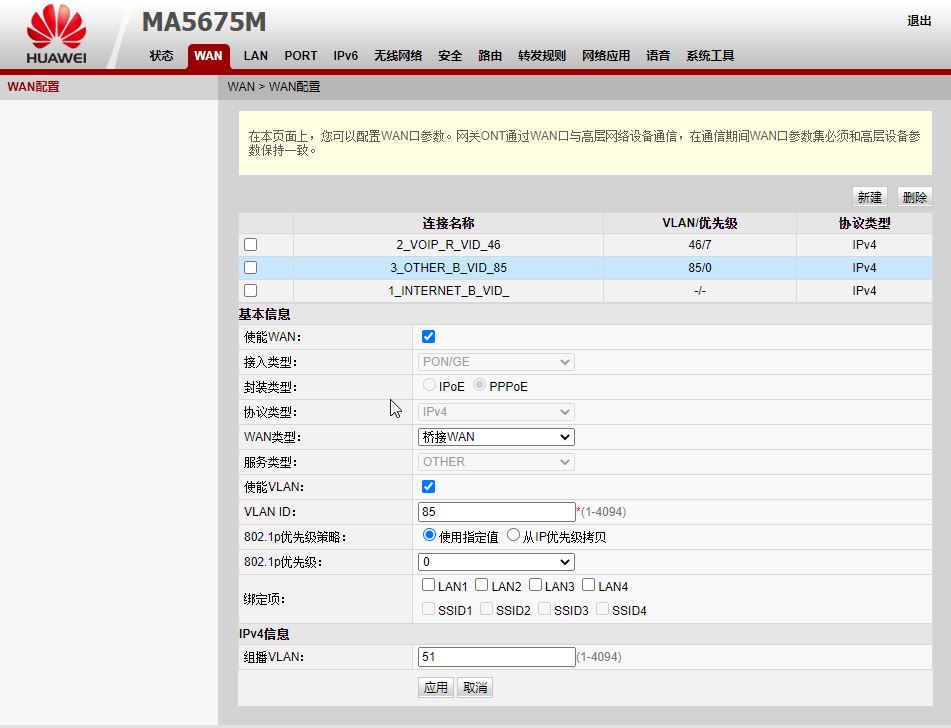 MA5675M
退出
HUAWEI
状态 WAN LAN PORT IPv6 无线网络 安全 路由 转发规则 网络应用 语音 系统工具
WAN配置
WAN > WAN配置
在本页面上，您可以配置WAN口参数。网关ONT通过WAN口与高层网络设备通信，在通信期间WAN口参数集必须和高层设备参
数保持一致。
新建 删除
连接名称 VLAN/优先级 协议类型
2_VOIP_R_VID_46 46/7 IPv4
3_OTHER_B_VID_85 85/0 IPv4
1_INTERNET_B_VID_ -/- IPv4
基本信息
使能WAN：
接入类型： PON/GE
封装类型： IPoE PPPoE
协议类型： IPv4
WAN类型： 桥接WAN
服务类型： OTHER
使能VLAN：
VLAN ID： 85 *(1-4094)
802.1p优先级策略： 使用指定值 从IP优先级拷贝
802.1p优先级： 0
绑定项： LAN1 LAN2 LAN3 LAN4
SSID1 SSID2 SSID3 SSID4
IPv4信息
组播VLAN： 51 (1-4094)
应用 取消